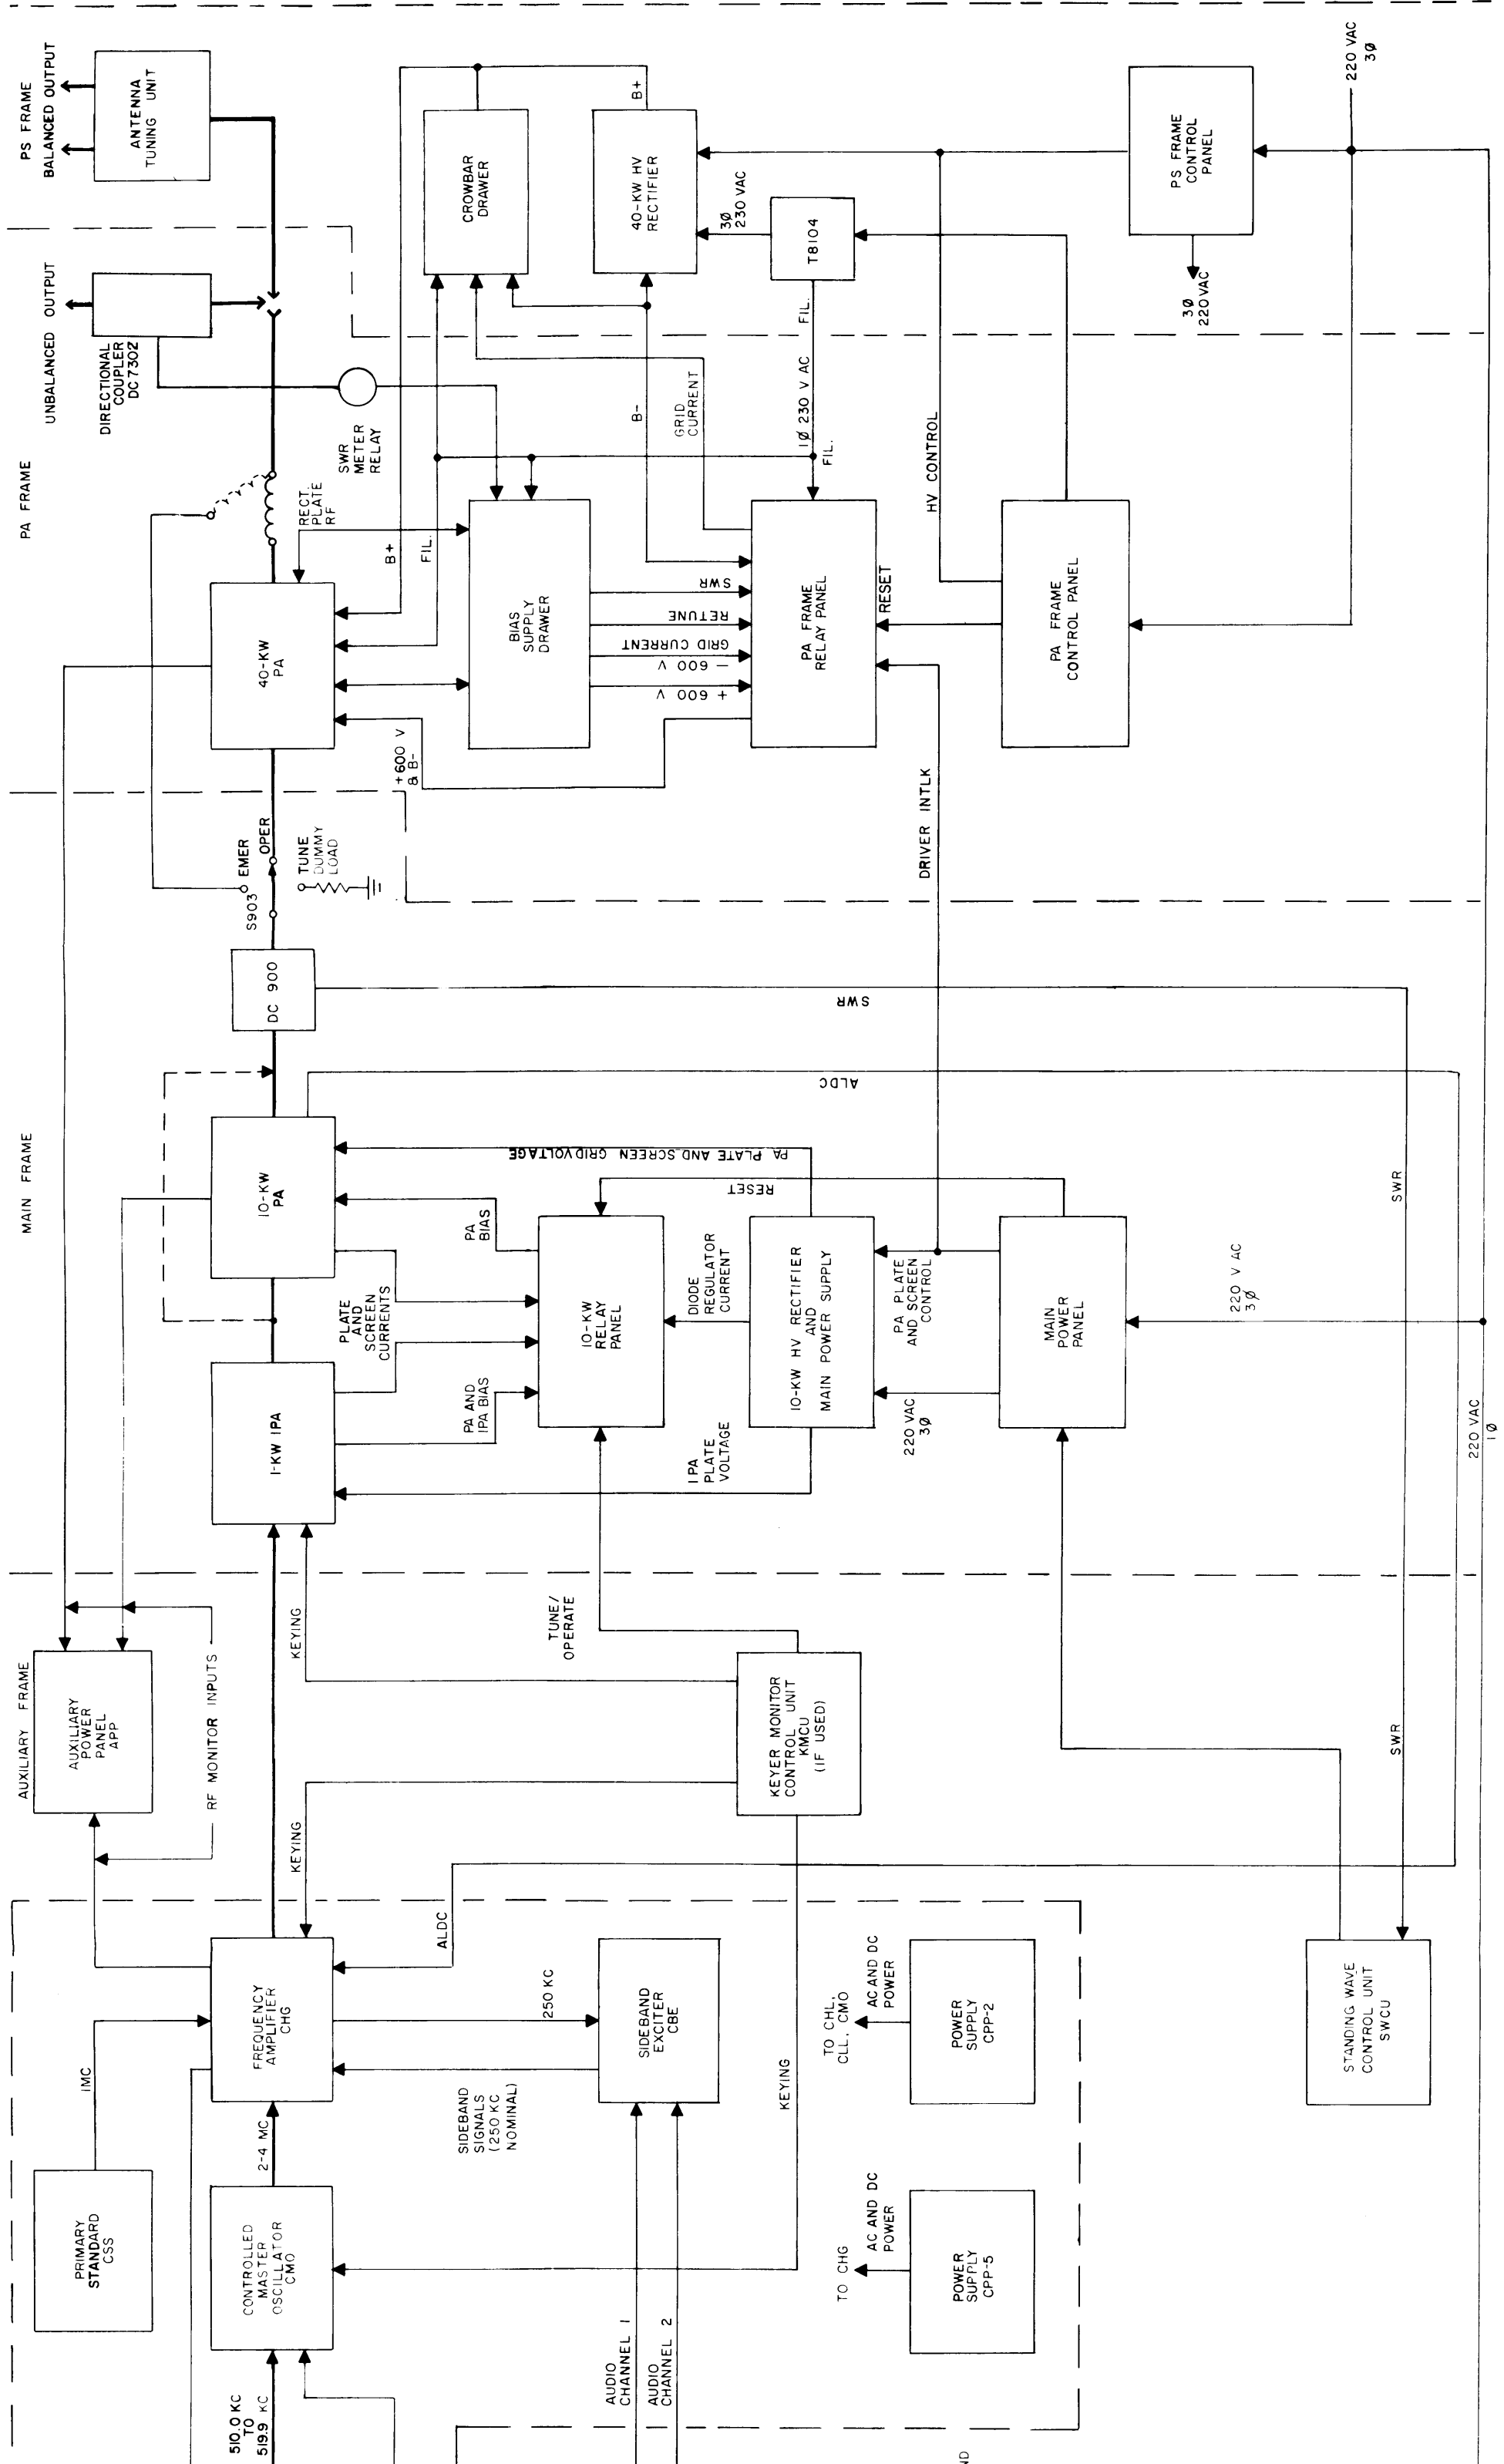 PS FRAME
BALANCED OUTPUT
ANTENNA
TUNING UNIT
UNBALANCED OUTPUT
DIRECTIONAL
COUPLER
DC 7302
PA FRAME
SWR
METER
RELAY
RECT.
PLATE
RF
B+
FIL.
40-KW
PA
CROWBAR
DRAWER
B+
40-KW HV
RECTIFIER
3Ø
230 VAC
T8104
FIL.
1Ø 230 V AC
FIL.
B-
GRID
CURRENT
PS FRAME
CONTROL
PANEL
3Ø
220VAC
220 VAC
3Ø
HV CONTROL
BIAS
SUPPLY
DRAWER
SWR
RETUNE
GRID CURRENT
- 600 V
+ 600 V
+600 V
& B-
PA FRAME
RELAY PANEL
RESET
PA FRAME
CONTROL PANEL
DRIVER INTLK
MAIN FRAME
S903
EMER
OPER
TUNE
DUMMY
LOAD
DC 900
SWR
ALDC
10-KW
PA
PLATE
AND
SCREEN
CURRENTS
PA
BIAS
PA PLATE AND SCREEN GRID VOLTAGE
RESET
1-KW IPA
PA AND
IPA BIAS
10-KW
RELAY
PANEL
DIODE
REGULATOR
CURRENT
10-KW HV RECTIFIER
AND
MAIN POWER SUPPLY
IPA
PLATE
VOLTAGE
PA PLATE
AND SCREEN
CONTROL
220 VAC
3Ø
MAIN
POWER
PANEL
220 V AC
3Ø
SWR
220 VAC
1Ø
AUXILIARY FRAME
AUXILIARY
POWER
PANEL
APP
RF MONITOR INPUTS
KEYING
TUNE/
OPERATE
KEYER MONITOR
CONTROL UNIT
KMCU
(IF USED)
KEYING
ALDC
SWR
1MC
FREQUENCY
AMPLIFIER
CHG
250 KC
SIDEBAND
EXCITER
CBE
SIDEBAND
SIGNALS
(250 KC
NOMINAL)
2-4 MC
PRIMARY
STANDARD
CSS
CONTROLLED
MASTER
OSCILLATOR
CMO
510.0 KC
TO
519.9 KC
AUDIO
CHANNEL 1
AUDIO
CHANNEL 2
KEYING
TO CHL,
CLL, CMO
AC AND DC
POWER
POWER
SUPPLY
CPP-2
TO CHG
AC AND DC
POWER
POWER
SUPPLY
CPP-5
STANDING WAVE
CONTROL UNIT
SWCU